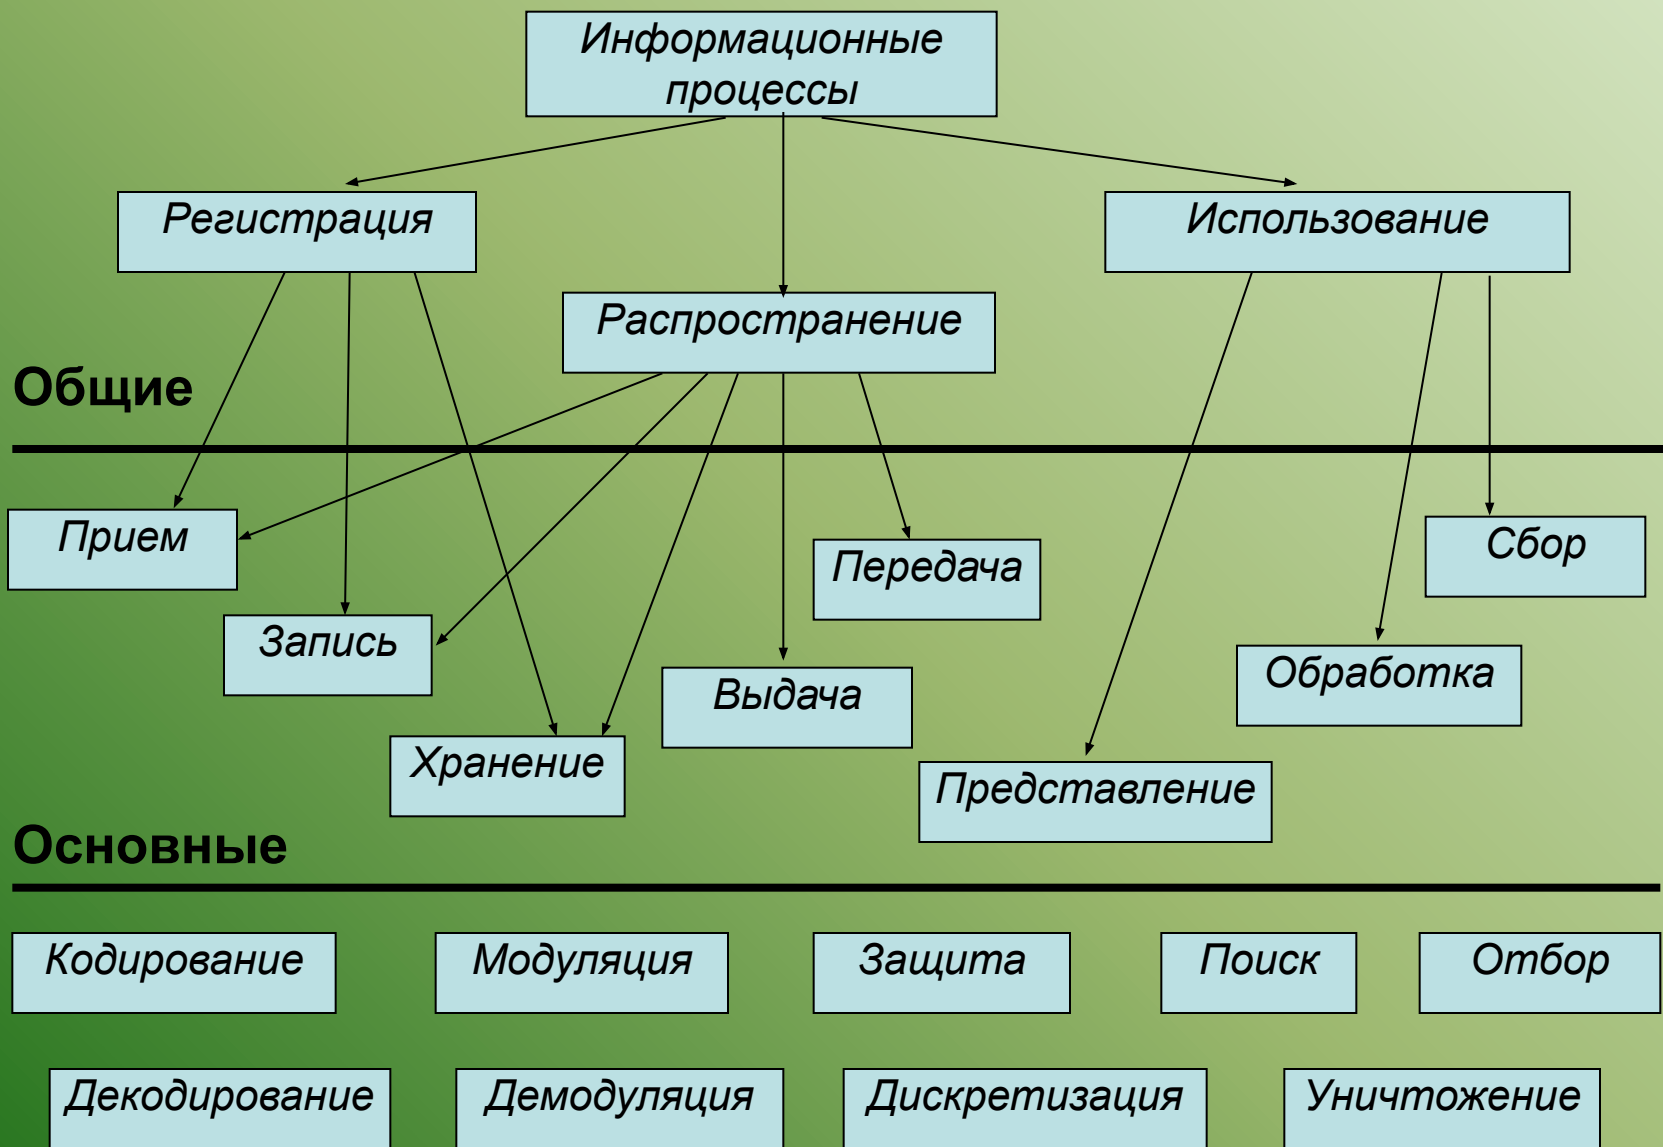 Информационные
процессы
Регистрация
Использование
Распространение
Общие
Прием
Сбор
Передача
Запись
Обработка
Выдача
Хранение
Представление
Основные
Кодирование
Модуляция
Защита
Поиск
Отбор
Декодирование
Демодуляция
Дискретизация
Уничтожение